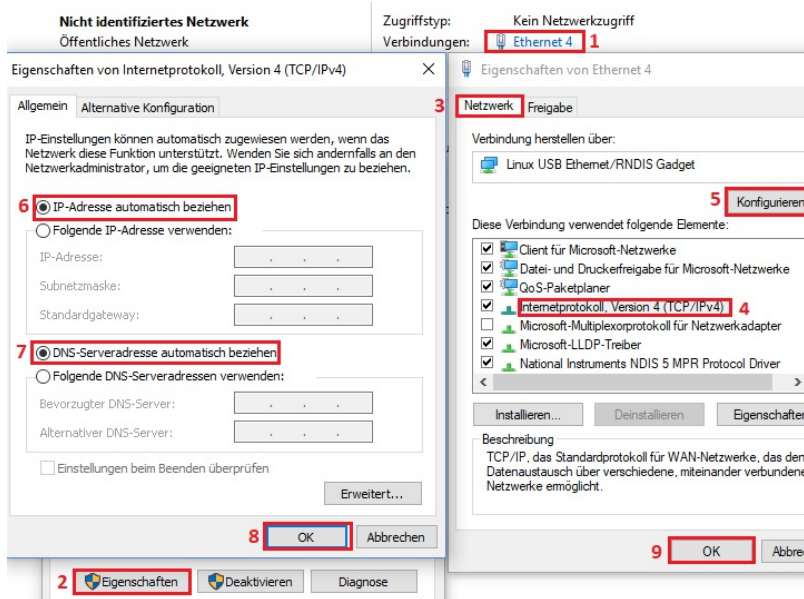 Nicht identifiziertes Netzwerk
Öffentliches Netzwerk
Zugriffstyp: Kein Netzwerkzugriff
Verbindungen: Ethernet 4 1
Eigenschaften von Internetprotokoll, Version 4 (TCP/IPv4)
Allgemein Alternative Konfiguration
IP-Einstellungen können automatisch zugewiesen werden, wenn das
Netzwerk diese Funktion unterstützt. Wenden Sie sich andernfalls an den
Netzwerkadministrator, um die geeigneten IP-Einstellungen zu beziehen.
6 IP-Adresse automatisch beziehen
Folgende IP-Adresse verwenden:
IP-Adresse:
Subnetzmaske:
Standardgateway:
7 DNS-Serveradresse automatisch beziehen
Folgende DNS-Serveradressen verwenden:
Bevorzugter DNS-Server:
Alternativer DNS-Server:
Einstellungen beim Beenden überprüfen
Erweitert...
8 OK Abbrechen
2 Eigenschaften Deaktivieren Diagnose
Eigenschaften von Ethernet 4
3 Netzwerk Freigabe
Verbindung herstellen über:
Linux USB Ethernet/RNDIS Gadget
5 Konfigurieren
Diese Verbindung verwendet folgende Elemente:
Client für Microsoft-Netzwerke
Datei- und Druckerfreigabe für Microsoft-Netzwerke
QoS-Paketplaner
Internetprotokoll, Version 4 (TCP/IPv4) 4
Microsoft-Multiplexorprotokoll für Netzwerkadapter
Microsoft-LLDP-Treiber
National Instruments NDIS 5 MPR Protocol Driver
Installieren... Deinstallieren Eigenschaften
Beschreibung
TCP/IP, das Standardprotokoll für WAN-Netzwerke, das den
Datenaustausch über verschiedene, miteinander verbundene
Netzwerke ermöglicht.
9 OK Abbre